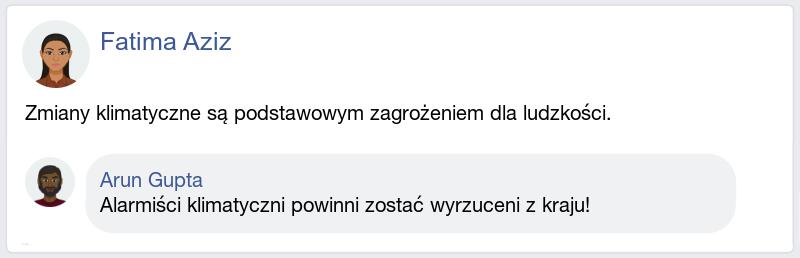 Fatima Aziz
Zmiany klimatyczne są podstawowym zagrożeniem dla ludzkości.
Arun Gupta
Alarmiści klimatyczni powinni zostać wyrzuceni z kraju!